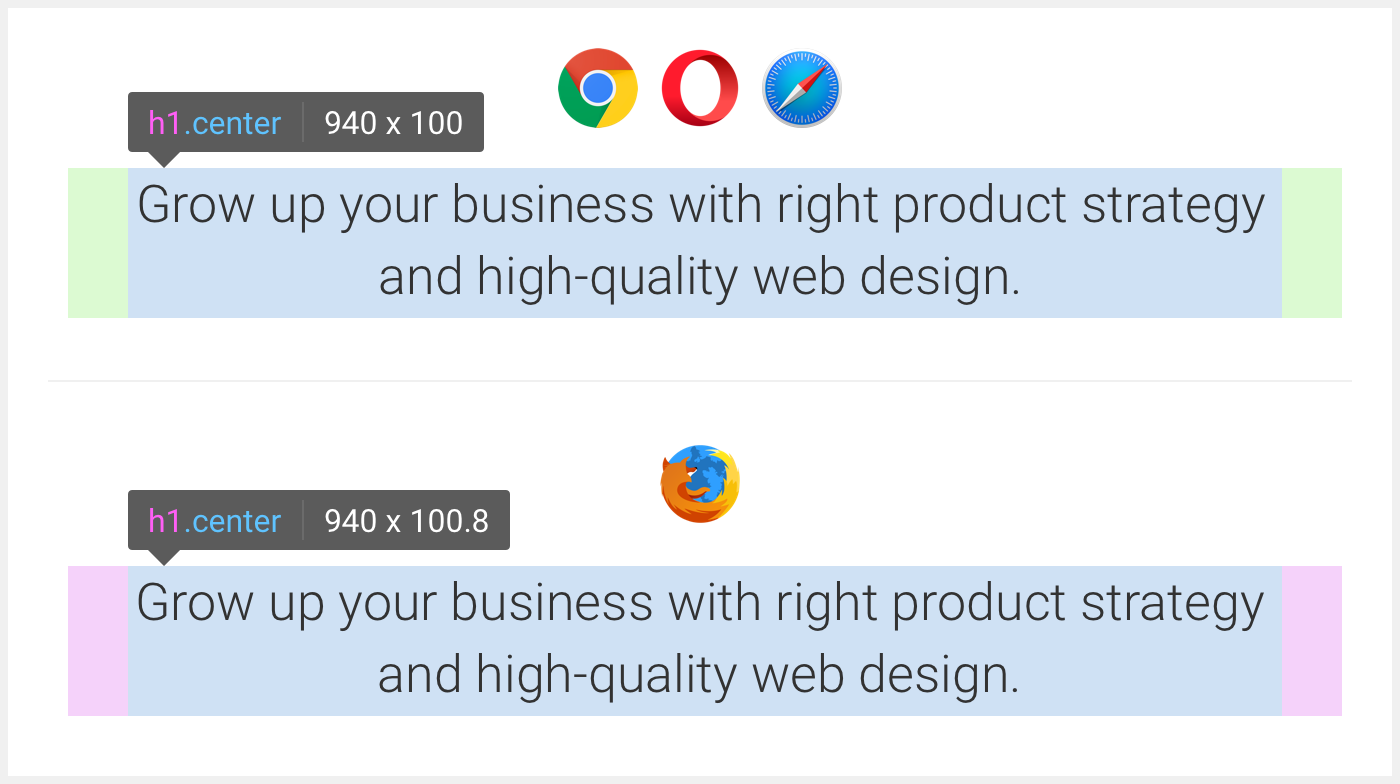 h1.center 940 x 100
Grow up your business with right product strategy
and high-quality web design.
h1.center 940 x 100.8
Grow up your business with right product strategy
and high-quality web design.